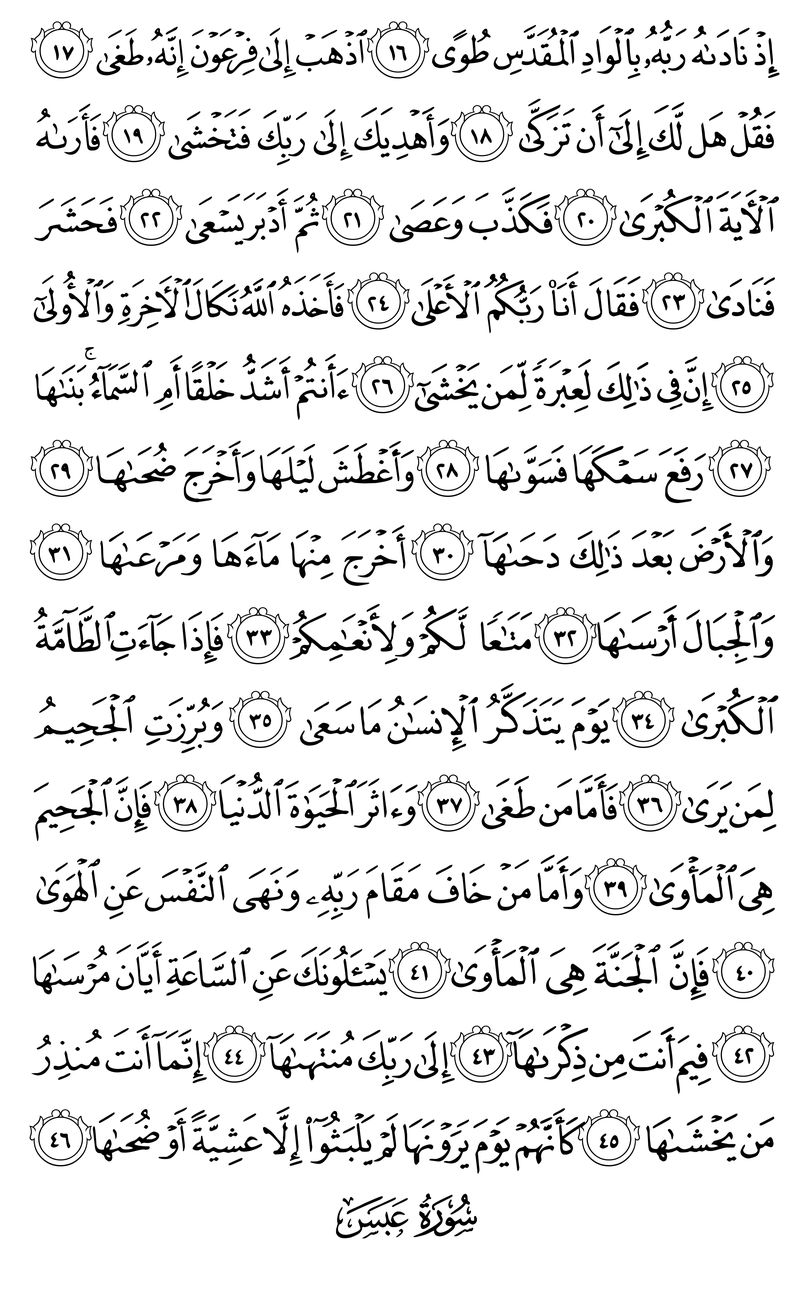 إِذۡ نَادَىٰهُ رَبُّهُۥ بِٱلۡوَادِ ٱلۡمُقَدَّسِ طُوًى ١٦ ٱذۡهَبۡ إِلَىٰ فِرۡعَوۡنَ إِنَّهُۥ طَغَىٰ ١٧
فَقُلۡ هَل لَّكَ إِلَىٰٓ أَن تَزَكَّىٰ ١٨ وَأَهۡدِيَكَ إِلَىٰ رَبِّكَ فَتَخۡشَىٰ ١٩ فَأَرَىٰهُ
ٱلۡأٓيَةَ ٱلۡكُبۡرَىٰ ٢٠ فَكَذَّبَ وَعَصَىٰ ٢١ ثُمَّ أَدۡبَرَ يَسۡعَىٰ ٢٢ فَحَشَرَ
فَنَادَىٰ ٢٣ فَقَالَ أَنَا۠ رَبُّكُمُ ٱلۡأَعۡلَىٰ ٢٤ فَأَخَذَهُ ٱللَّهُ نَكَالَ ٱلۡأٓخِرَةِ وَٱلۡأُولَىٰٓ
٢٥ إِنَّ فِي ذَٰلِكَ لَعِبۡرَةٗ لِّمَن يَخۡشَىٰٓ ٢٦ ءَأَنتُمۡ أَشَدُّ خَلۡقًا أَمِ ٱلسَّمَآءُۚ بَنَىٰهَا
٢٧ رَفَعَ سَمۡكَهَا فَسَوَّىٰهَا ٢٨ وَأَغۡطَشَ لَيۡلَهَا وَأَخۡرَجَ ضُحَىٰهَا ٢٩
وَٱلۡأَرۡضَ بَعۡدَ ذَٰلِكَ دَحَىٰهَآ ٣٠ أَخۡرَجَ مِنۡهَا مَآءَهَا وَمَرۡعَىٰهَا ٣١
وَٱلۡجِبَالَ أَرۡسَىٰهَا ٣٢ مَتَٰعٗا لَّكُمۡ وَلِأَنۡعَٰمِكُمۡ ٣٣ فَإِذَا جَآءَتِ ٱلطَّآمَّةُ
ٱلۡكُبۡرَىٰ ٣٤ يَوۡمَ يَتَذَكَّرُ ٱلۡإِنسَٰنُ مَا سَعَىٰ ٣٥ وَبُرِّزَتِ ٱلۡجَحِيمُ
لِمَن يَرَىٰ ٣٦ فَأَمَّا مَن طَغَىٰ ٣٧ وَءَاثَرَ ٱلۡحَيَوٰةَ ٱلدُّنۡيَا ٣٨ فَإِنَّ ٱلۡجَحِيمَ
هِيَ ٱلۡمَأۡوَىٰ ٣٩ وَأَمَّا مَنۡ خَافَ مَقَامَ رَبِّهِۦ وَنَهَى ٱلنَّفۡسَ عَنِ ٱلۡهَوَىٰ
٤٠ فَإِنَّ ٱلۡجَنَّةَ هِيَ ٱلۡمَأۡوَىٰ ٤١ يَسۡـَٔلُونَكَ عَنِ ٱلسَّاعَةِ أَيَّانَ مُرۡسَىٰهَا
٤٢ فِيمَ أَنتَ مِن ذِكۡرَىٰهَآ ٤٣ إِلَىٰ رَبِّكَ مُنتَهَىٰهَآ ٤٤ إِنَّمَآ أَنتَ مُنذِرُ
مَن يَخۡشَىٰهَا ٤٥ كَأَنَّهُمۡ يَوۡمَ يَرَوۡنَهَا لَمۡ يَلۡبَثُوٓاْ إِلَّا عَشِيَّةً أَوۡ ضُحَىٰهَا ٤٦
سُورَةُ عَبَسَ